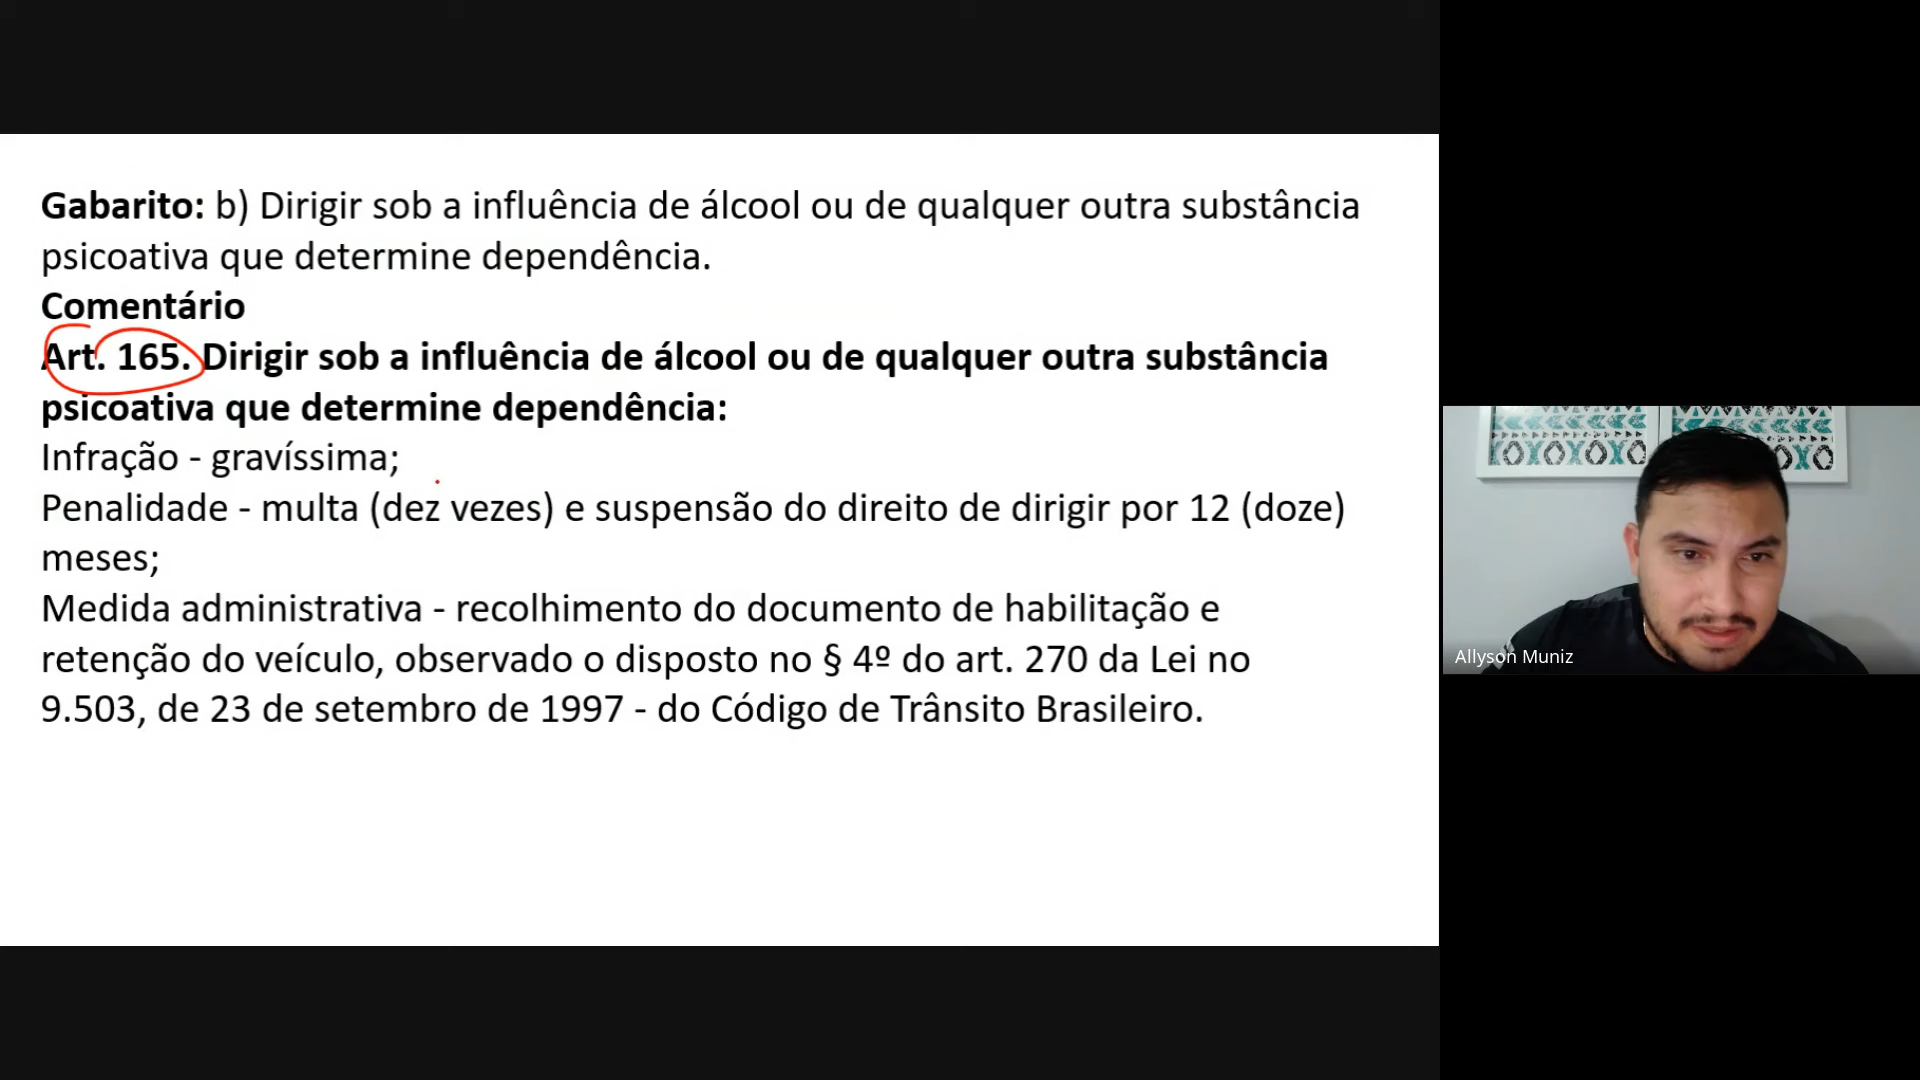 Gabarito: b) Dirigir sob a influência de álcool ou de qualquer outra substância
psicoativa que determine dependência.
Comentário
Art. 165. Dirigir sob a influência de álcool ou de qualquer outra substância
psicoativa que determine dependência:
Infração - gravíssima;
Penalidade - multa (dez vezes) e suspensão do direito de dirigir por 12 (doze)
meses;
Medida administrativa - recolhimento do documento de habilitação e
retenção do veículo, observado o disposto no § 4º do art. 270 da Lei no
9.503, de 23 de setembro de 1997 - do Código de Trânsito Brasileiro.
Allyson Muniz